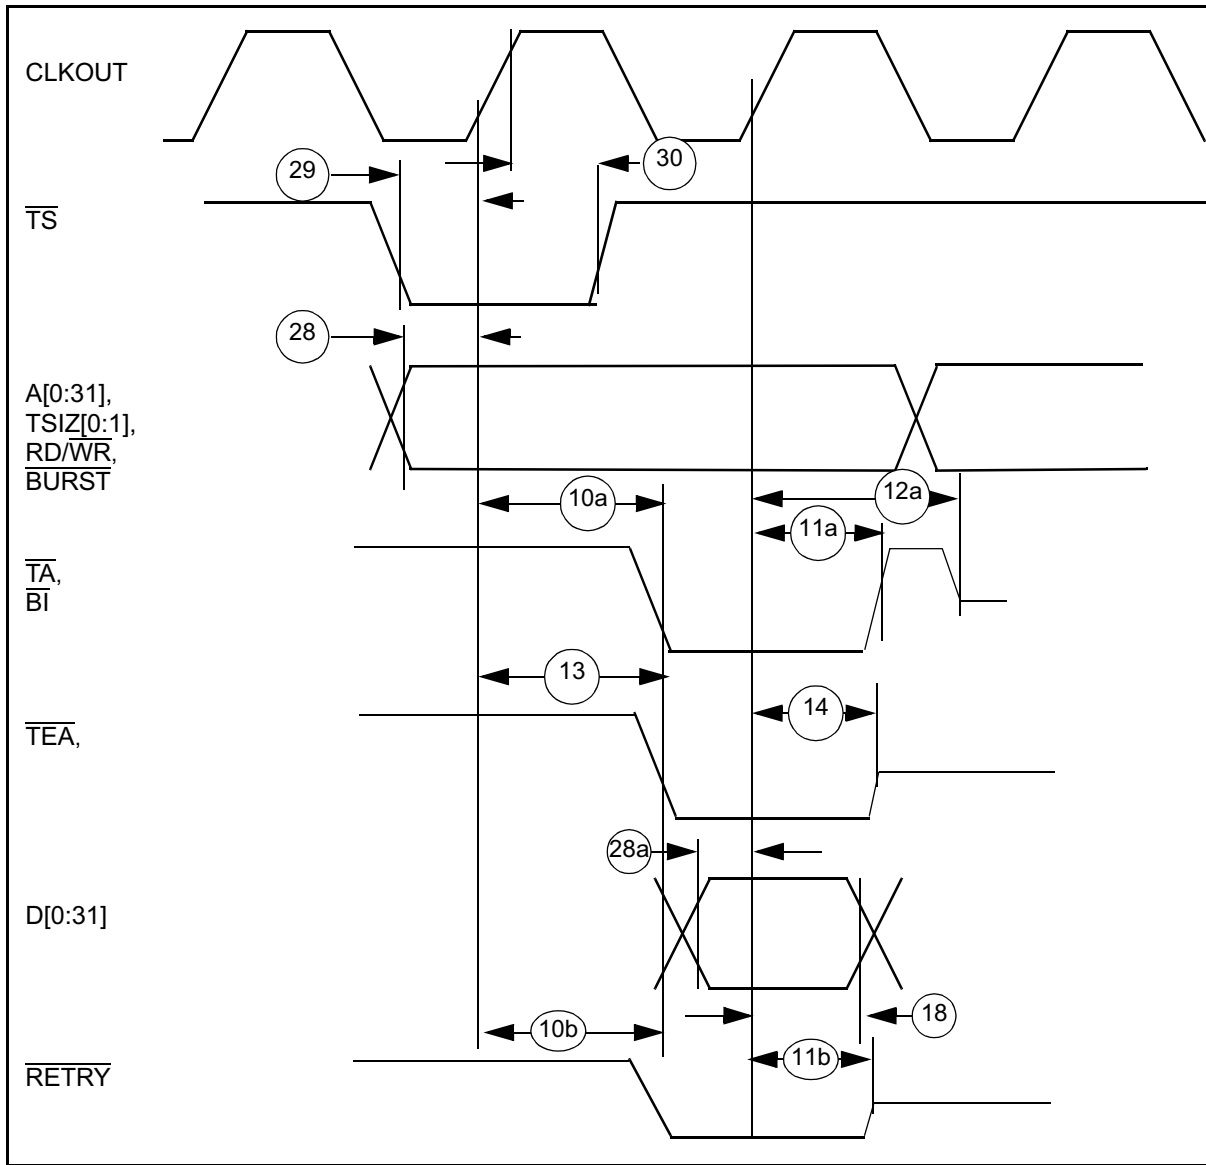 CLKOUT
29
30
TS
28
A[0:31],
TSIZ[0:1],
RD/WR,
BURST
12a
10a
11a
TA,
BI
13
14
TEA,
28a
D[0:31]
18
10b
11b
RETRY